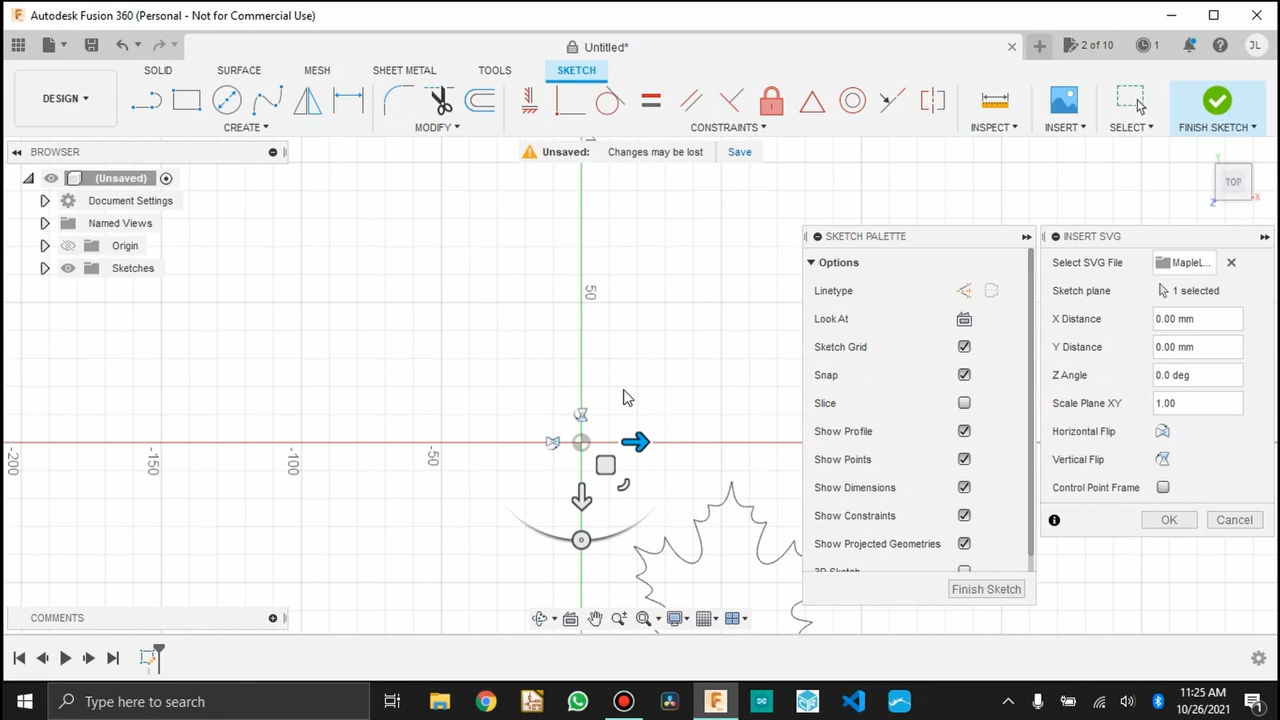 Autodesk Fusion 360 (Personal - Not for Commercial Use)
Untitled*
2 of 10
1
JL
DESIGN
SOLID
SURFACE
MESH
SHEET METAL
TOOLS
SKETCH
CREATE
MODIFY
CONSTRAINTS
INSPECT
INSERT
SELECT
FINISH SKETCH
BROWSER
(Unsaved)
Document Settings
Named Views
Origin
Sketches
Unsaved:
Changes may be lost
Save
Y
TOP
X
Z
50
-200
-150
-100
-50
SKETCH PALETTE
Options
Linetype
Look At
Sketch Grid
Snap
Slice
Show Profile
Show Points
Show Dimensions
Show Constraints
Show Projected Geometries
3D Sketch
Finish Sketch
INSERT SVG
Select SVG File
MapleL...
Sketch plane
1 selected
X Distance
0.00 mm
Y Distance
0.00 mm
Z Angle
0.0 deg
Scale Plane XY
1.00
Horizontal Flip
Vertical Flip
Control Point Frame
OK
Cancel
COMMENTS
Type here to search
11:25 AM
10/26/2021
1